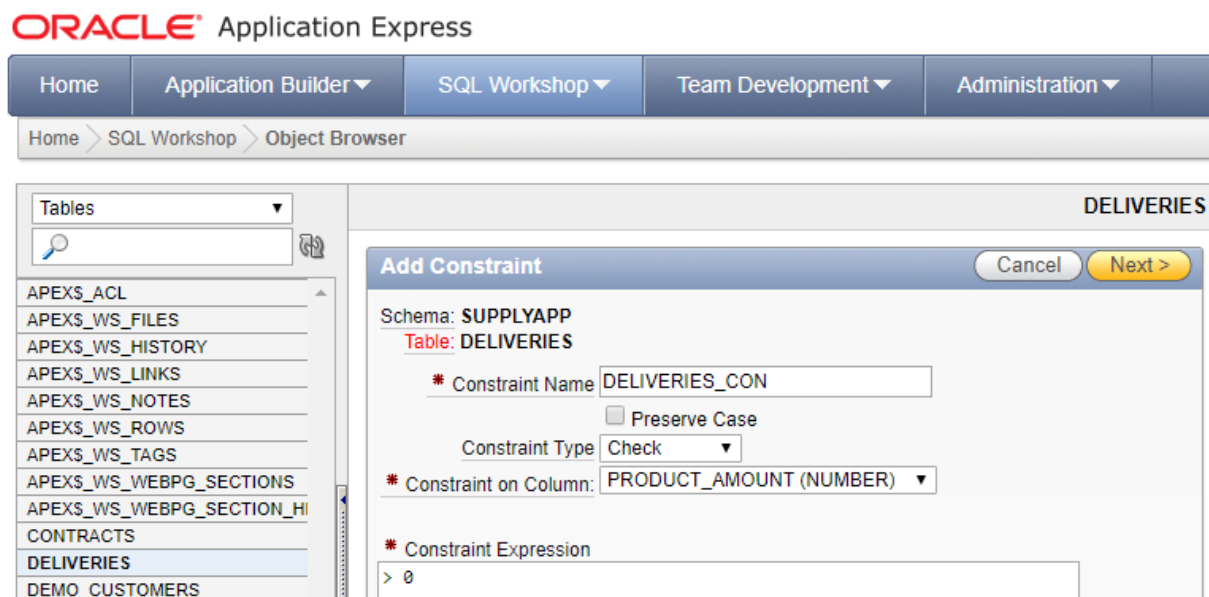 ORACLE Application Express
Home Application Builder SQL Workshop Team Development Administration
Home SQL Workshop Object Browser
Tables
DELIVERIES
Add Constraint
Cancel
Next >
APEX$_ACL
APEX$_WS_FILES
APEX$_WS_HISTORY
APEX$_WS_LINKS
APEX$_WS_NOTES
APEX$_WS_ROWS
APEX$_WS_TAGS
APEX$_WS_WEBPG_SECTIONS
APEX$_WS_WEBPG_SECTION_HI
CONTRACTS
DELIVERIES
DEMO_CUSTOMERS
Schema: SUPPLYAPP
Table: DELIVERIES
* Constraint Name DELIVERIES_CON
Preserve Case
Constraint Type Check
* Constraint on Column: PRODUCT_AMOUNT (NUMBER)
* Constraint Expression
> 0